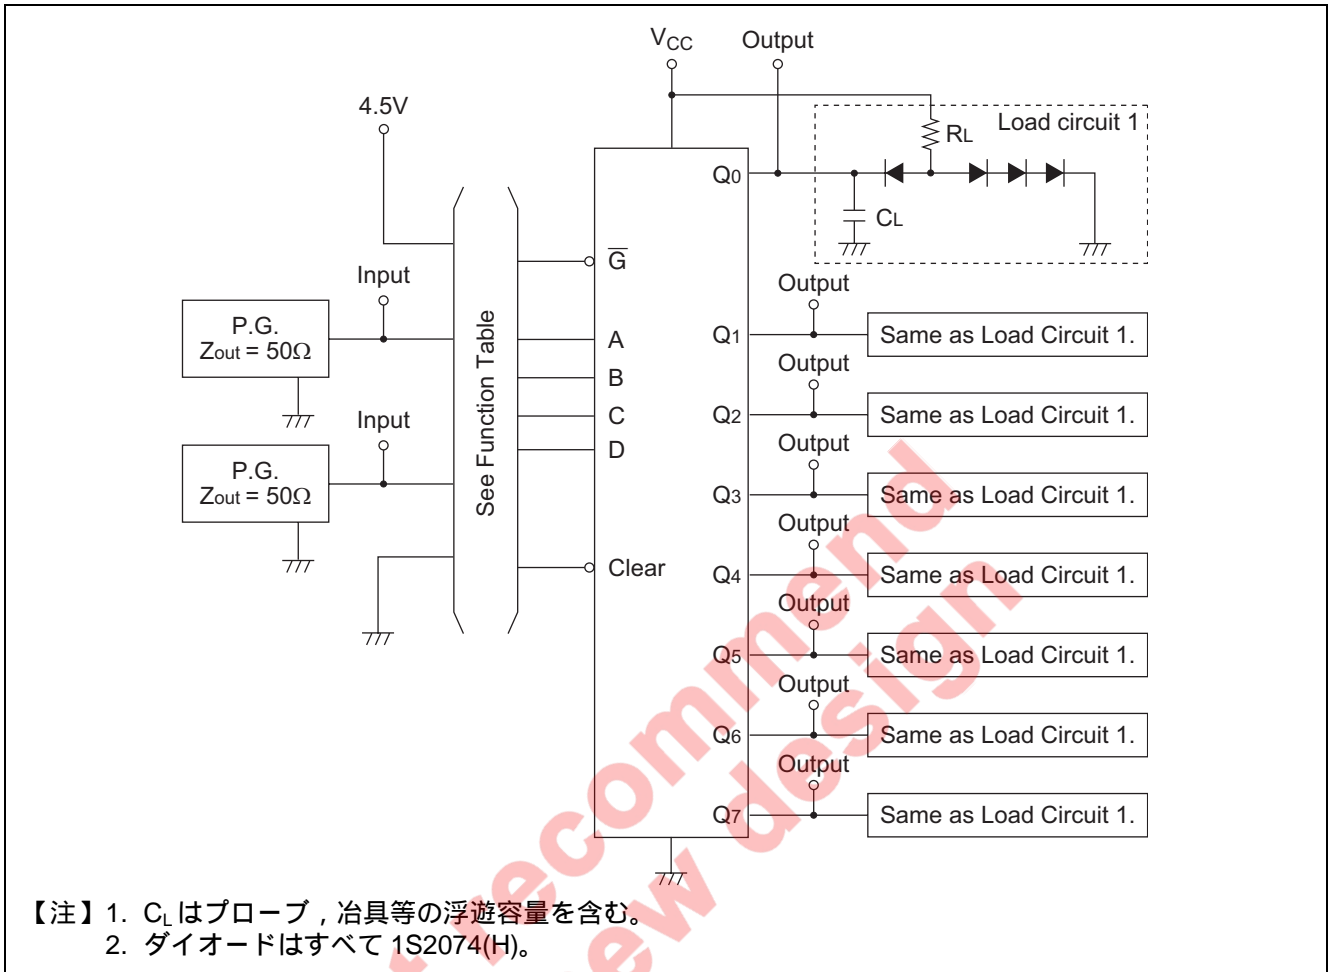 VCC
Output
4.5V
Load circuit 1
RL
Q0
CL
G
Input
Output
P.G.
Zout = 50Ω
A
Q1
Same as Load Circuit 1.
Output
B
Input
C
Q2
Same as Load Circuit 1.
Output
D
P.G.
Zout = 50Ω
See Function Table
Q3
Same as Load Circuit 1.
Output
Clear
Q4
Same as Load Circuit 1.
Output
Q5
Same as Load Circuit 1.
Output
Q6
Same as Load Circuit 1.
Output
Q7
Same as Load Circuit 1.
【注】1. CLはプローブ,冶具等の浮遊容量を含む。
2. ダイオードはすべて 1S2074(H)。
recommend
design